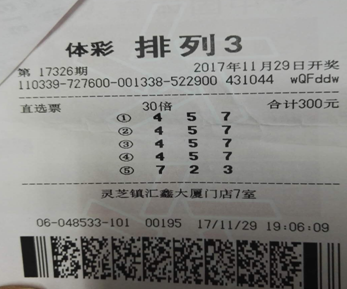 体彩 排列3
第 17326期 2017年11月29日开奖
110339-727600-001338-522900 431044 wQFddw
直选票 30倍 合计300元
① 4 5 7
② 4 5 7
③ 4 5 7
④ 4 5 7
⑤ 7 2 3
灵芝镇汇鑫大厦门店7室
06-048533-101 00195 17/11/29 19:06:09